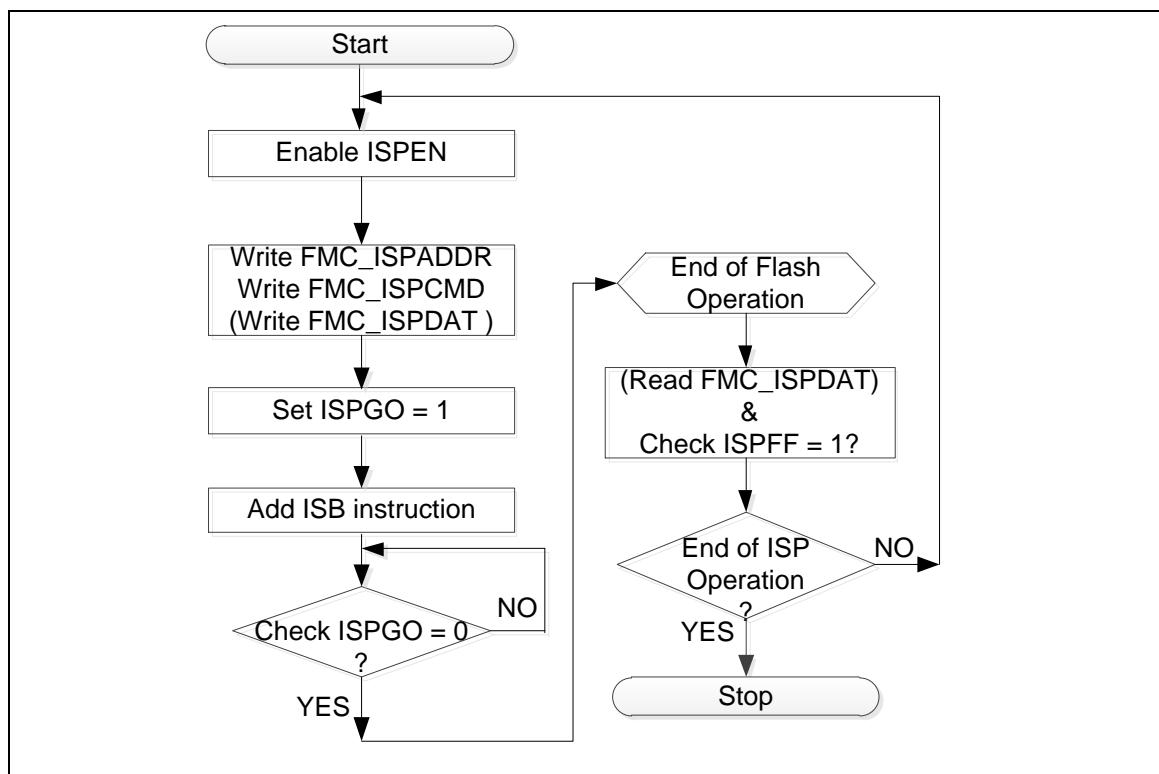 Start
Enable ISPEN
Write FMC_ISPADDR
Write FMC_ISPCMD
(Write FMC_ISPDAT )
Set ISPGO = 1
Add ISB instruction
Check ISPGO = 0
?
NO
YES
End of Flash
Operation
(Read FMC_ISPDAT)
&
Check ISPFF = 1?
End of ISP
Operation
?
NO
YES
Stop